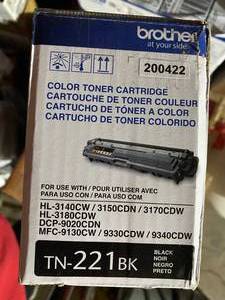 brother
at your side
200422
COLOR TONER CARTRIDGE
CARTOUCHE DE TONER COULEUR
CARTUCHO DE TONER A COLOR
CARTUCHO DE TONER COLORIDO
FOR USE WITH / POUR UTILISER AVEC
PARA USO CON / PARA USO COM
HL-3140CW / 3150CDN / 3170CDW
HL-3180CDW
DCP-9020CDN
MFC-9130CW / 9330CDW / 9340CDW
TN-221BK
BLACK
NOIR
NEGRO
PRETO